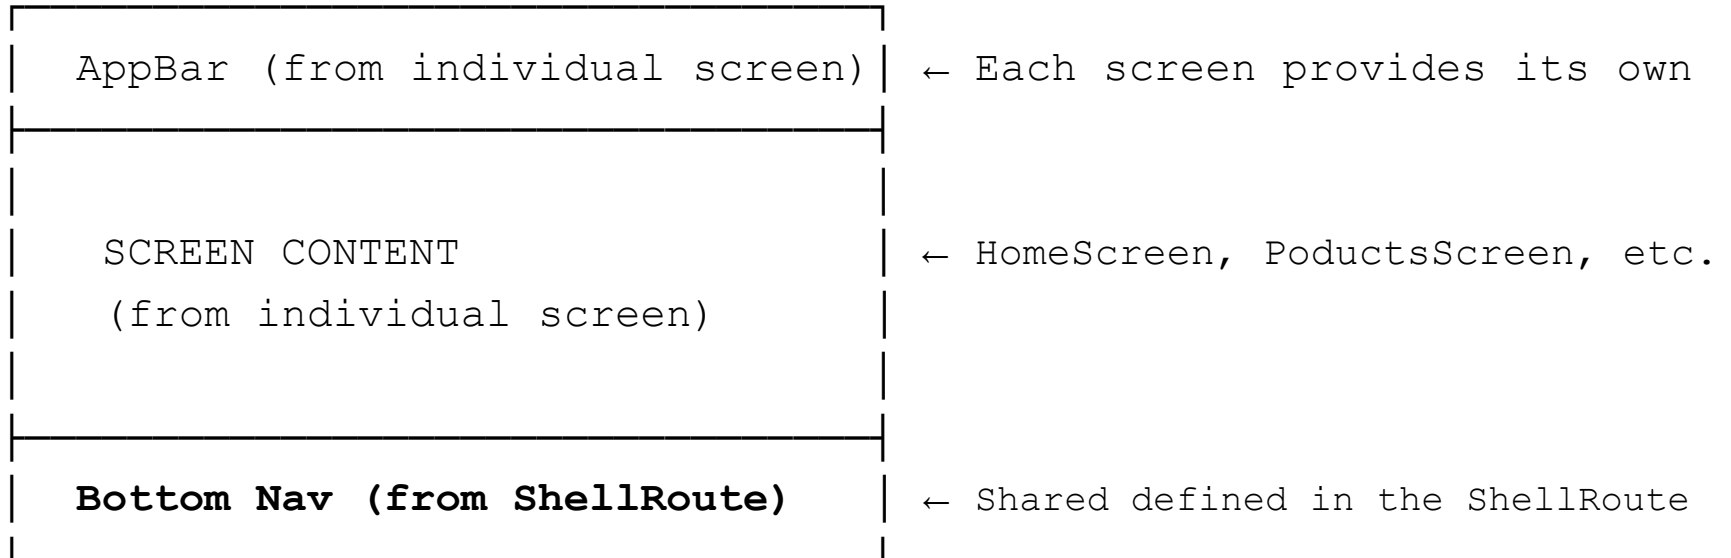 AppBar (from individual screen) ← Each screen provides its own
SCREEN CONTENT ← HomeScreen, PoductsScreen, etc.
(from individual screen)
Bottom Nav (from ShellRoute) ← Shared defined in the ShellRoute